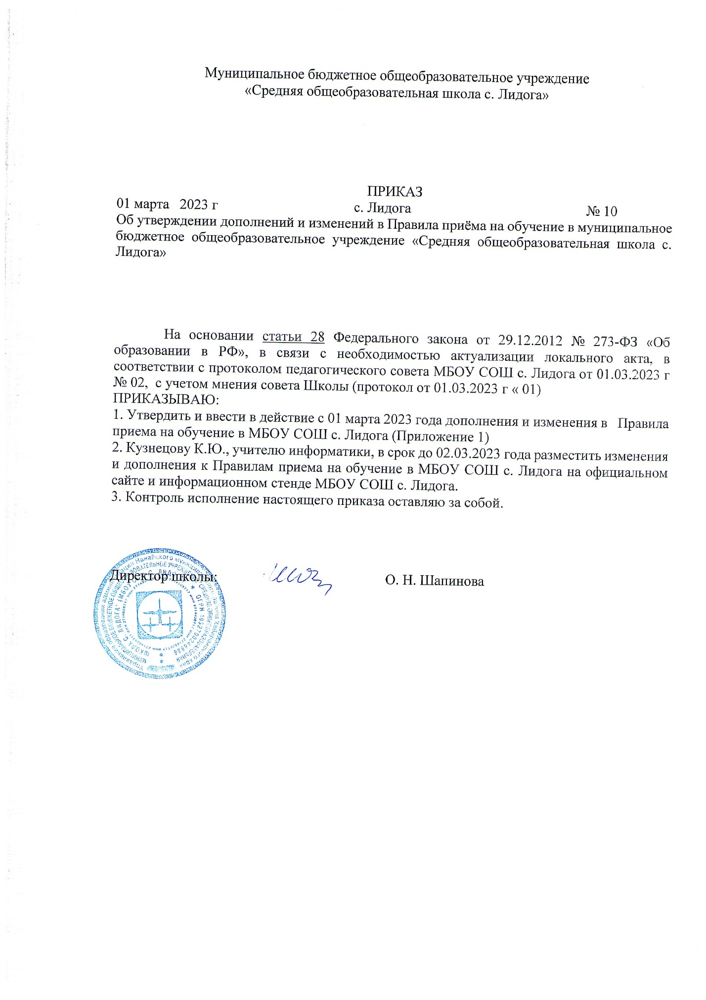 Муниципальное бюджетное общеобразовательное учреждение
«Средняя общеобразовательная школа с. Лидога»
ПРИКАЗ
01 марта 2023 г с. Лидога № 10
Об утверждении дополнений и изменений в Правила приёма на обучение в муниципальное
бюджетное общеобразовательное учреждение «Средняя общеобразовательная школа с.
Лидога»
На основании статьи 28 Федерального закона от 29.12.2012 № 273-ФЗ «Об
образовании в РФ», в связи с необходимостью актуализации локального акта, в
соответствии с протоколом педагогического совета МБОУ СОШ с. Лидога от 01.03.2023 г
№ 02, с учетом мнения совета Школы (протокол от 01.03.2023 г « 01)
ПРИКАЗЫВАЮ:
1. Утвердить и ввести в действие с 01 марта 2023 года дополнения и изменения в Правила
приема на обучение в МБОУ СОШ с. Лидога (Приложение 1)
2. Кузнецову К.Ю., учителю информатики, в срок до 02.03.2023 года разместить изменения
и дополнения к Правилам приема на обучение в МБОУ СОШ с. Лидога на официальном
сайте и информационном стенде МБОУ СОШ с. Лидога.
3. Контроль исполнение настоящего приказа оставляю за собой.
Директор школы: О. Н. Шапинова